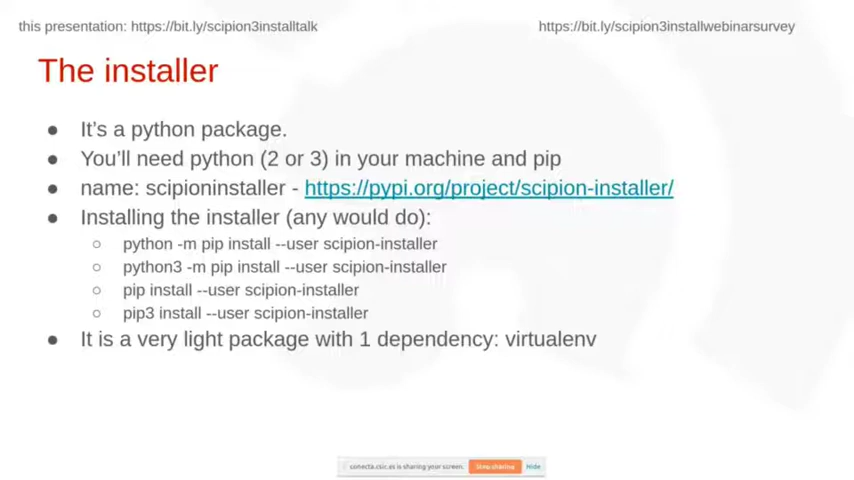 this presentation: https://bit.ly/scipion3installtalk
https://bit.ly/scipion3installwebinarsurvey
The installer
● It's a python package.
● You'll need python (2 or 3) in your machine and pip
● name: scipioninstaller - https://pypi.org/project/scipion-installer/
● Installing the installer (any would do):
○ python -m pip install --user scipion-installer
○ python3 -m pip install --user scipion-installer
○ pip install --user scipion-installer
○ pip3 install --user scipion-installer
● It is a very light package with 1 dependency: virtualenv
conecta.csic.es is sharing your screen. Stop sharing Hide